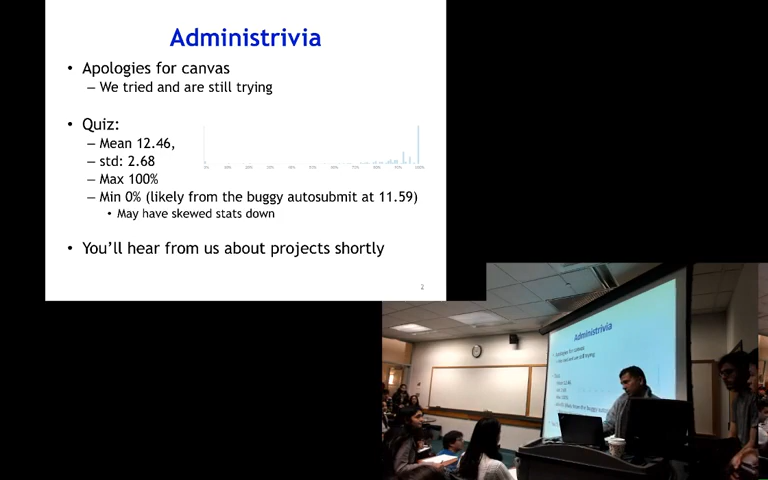 Administrivia
• Apologies for canvas
– We tried and are still trying
• Quiz:
– Mean 12.46,
– std: 2.68
– Max 100%
– Min 0% (likely from the buggy autosubmit at 11.59)
• May have skewed stats down
• You'll hear from us about projects shortly
2
Administrivia